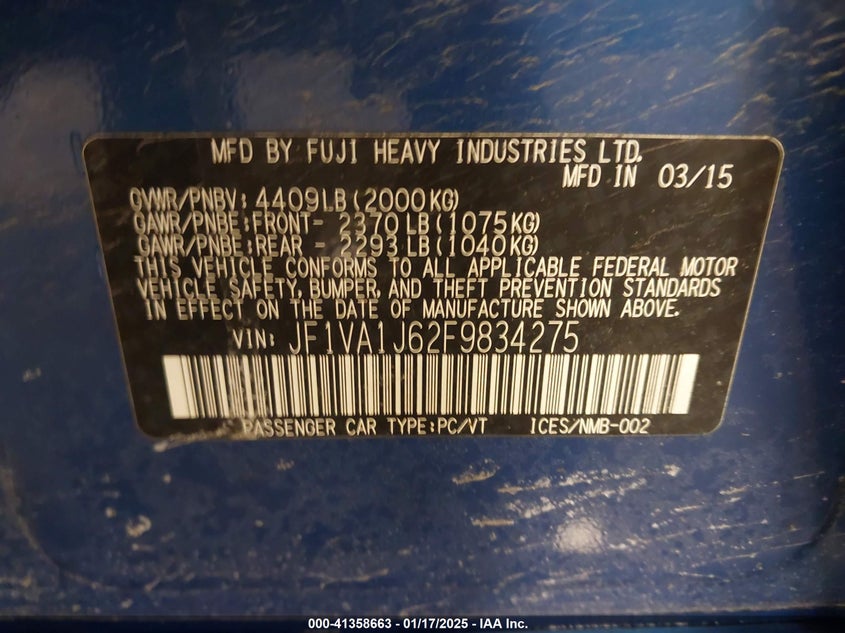 MFD BY FUJI HEAVY INDUSTRIES LTD.
MFD IN 03/15
GVWR/PNBV: 4409LB(2000KG)
GAWR/PNBE:FRONT- 2370LB(1075KG)
GAWR/PNBE:REAR - 2293LB(1040KG)
THIS VEHICLE CONFORMS TO ALL APPLICABLE FEDERAL MOTOR
VEHICLE SAFETY, BUMPER, AND THEFT PREVENTION STANDARDS
IN EFFECT ON THE DATE OF MANUFACTURE SHOWN ABOVE.
VIN: JF1VA1J62F9834275
PASSENGER CAR TYPE:PC/VT ICES/NMB-002
000-41358663 - 01/17/2025 - IAA Inc.